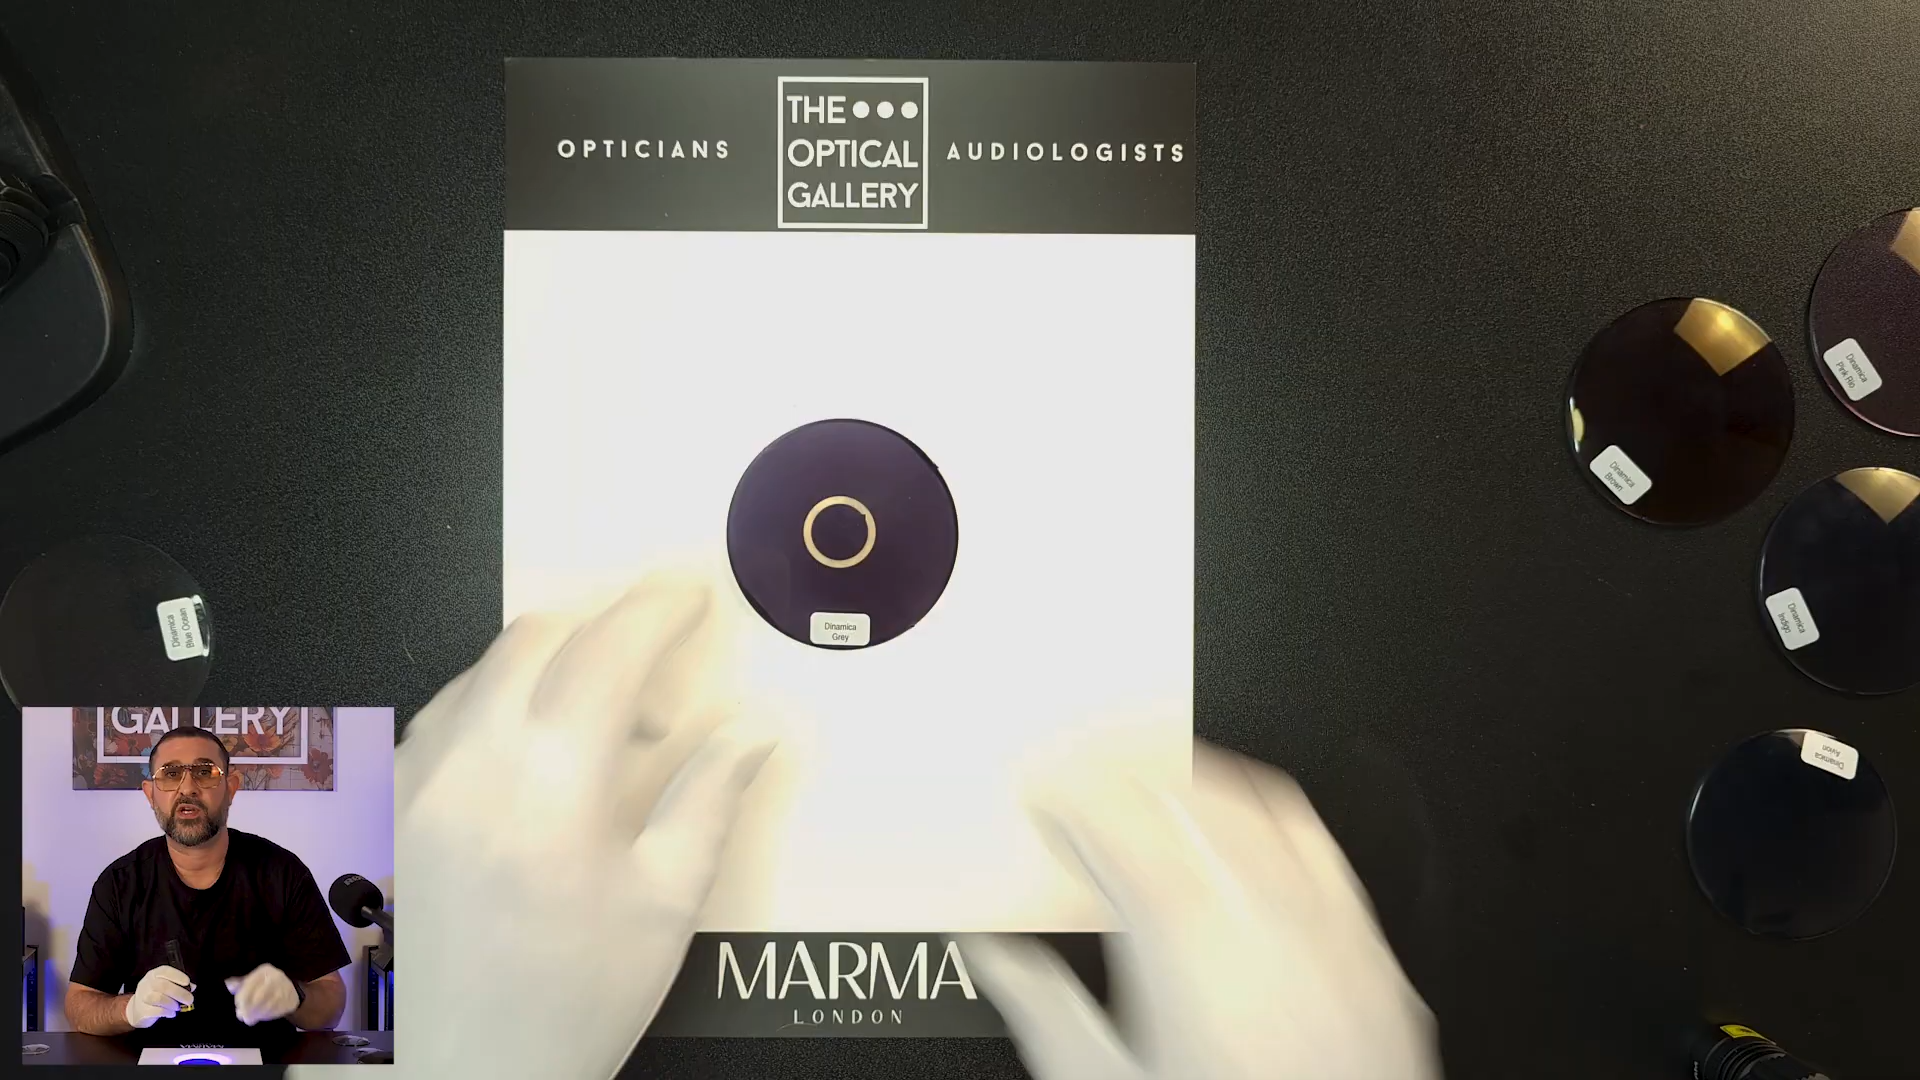 THE
OPTICAL
GALLERY
OPTICIANS
AUDIOLOGISTS
Dinamica
Pink Rio
Dinamica
Brown
Dinamica
Grey
Dinamica
Indigo
Dinamica
Blue Ocean
Dinamica
Avion
GALLERY
MARMA
LONDON